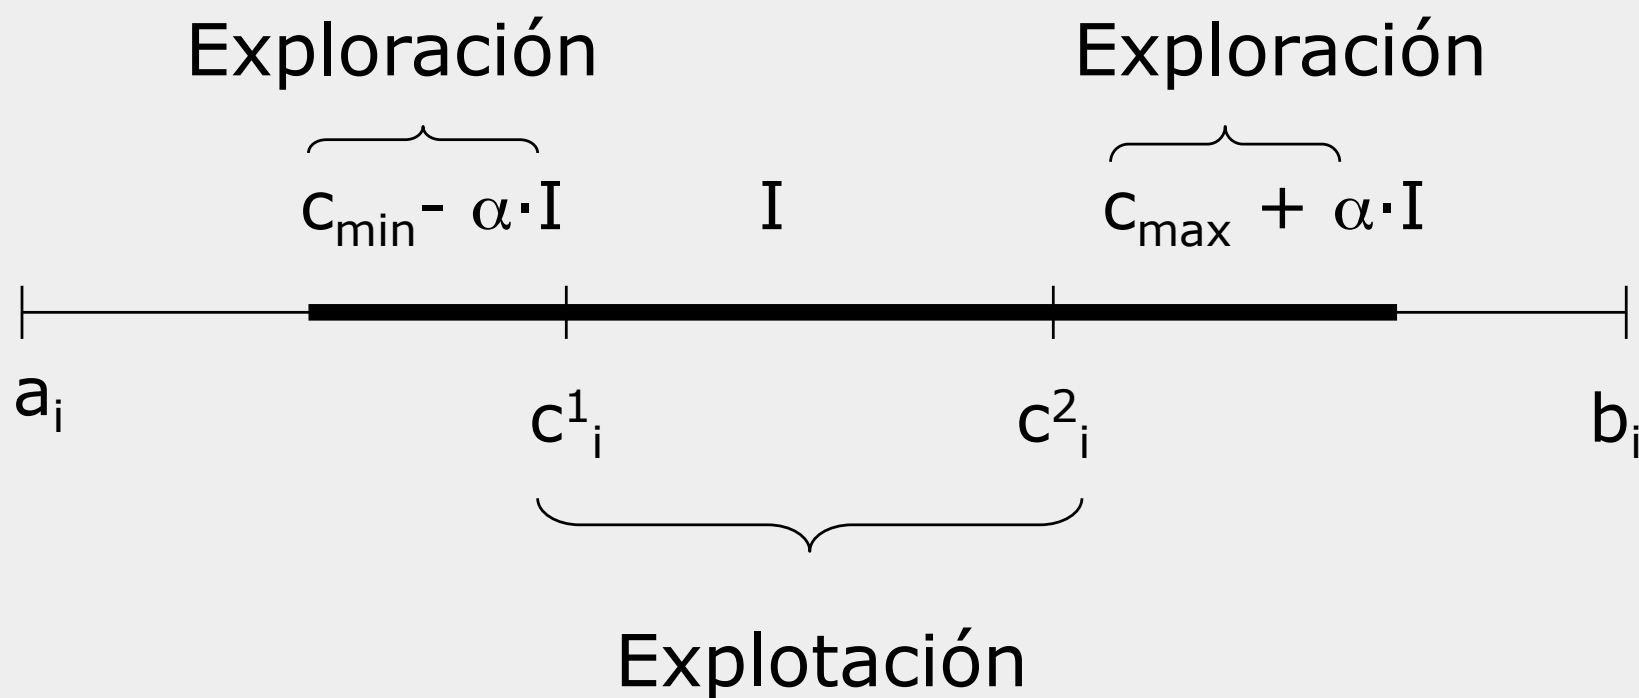 Exploración Exploración
c_min - α·I I c_max + α·I
a_i c^1_i c^2_i b_i
Explotación